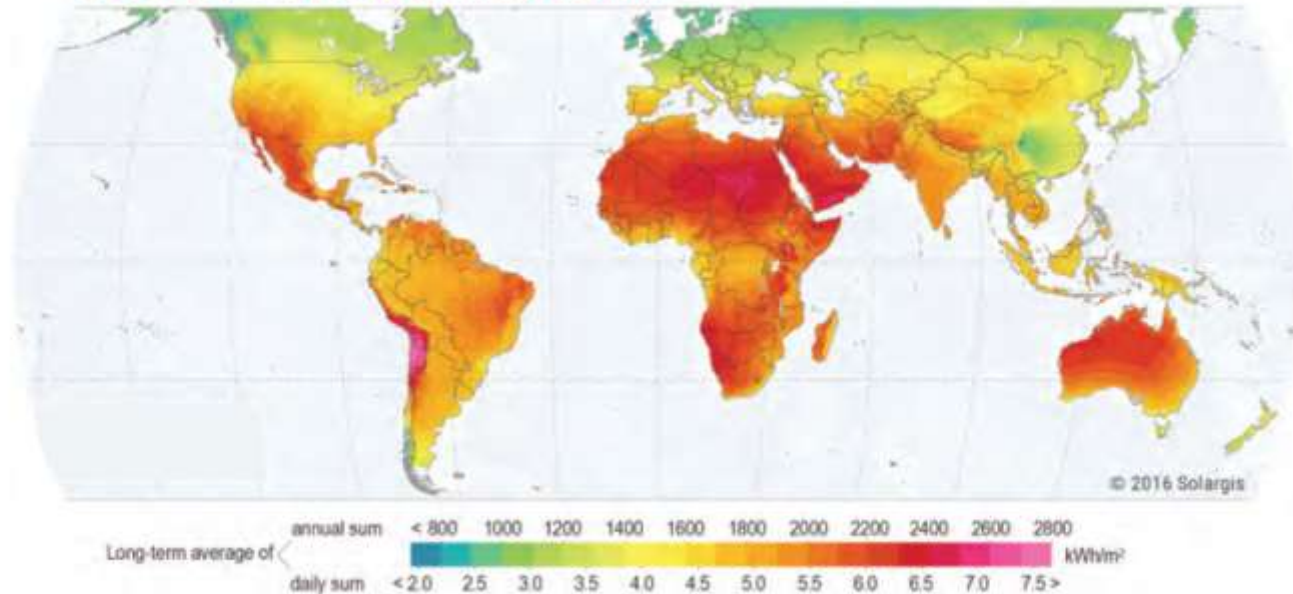 © 2016 Solargis
annual sum < 800 1000 1200 1400 1600 1800 2000 2200 2400 2600 2800
Long-term average of kWh/m²
daily sum < 2.0 2.5 3.0 3.5 4.0 4.5 5.0 5.5 6.0 6.5 7.0 7.5 >